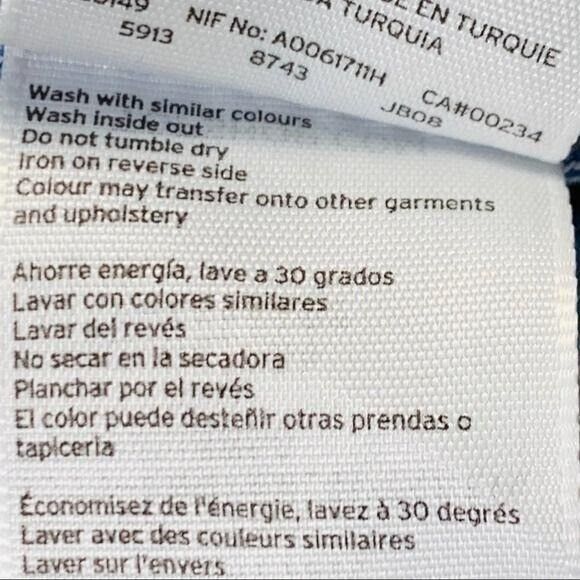 EN TURQUIE
TURQUIA
5913
NIF No: A0061711H
8743
CA#00234
JB08
Wash with similar colours
Wash inside out
Do not tumble dry
Iron on reverse side
Colour may transfer onto other garments
and upholstery
Ahorre energía, lave a 30 grados
Lavar con colores similares
Lavar del revés
No secar en la secadora
Planchar por el revés
El color puede desteñir otras prendas o
tapiceria
Économisez de l'énergie, lavez à 30 degrés
Laver avec des couleurs similaires
Laver sur l'envers